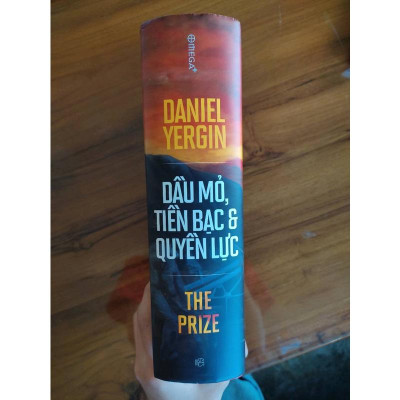 OMEGA+
DANIEL
YERGIN
DẦU MỎ,
TIỀN BẠC &
QUYỀN LỰC
THE
PRIZE